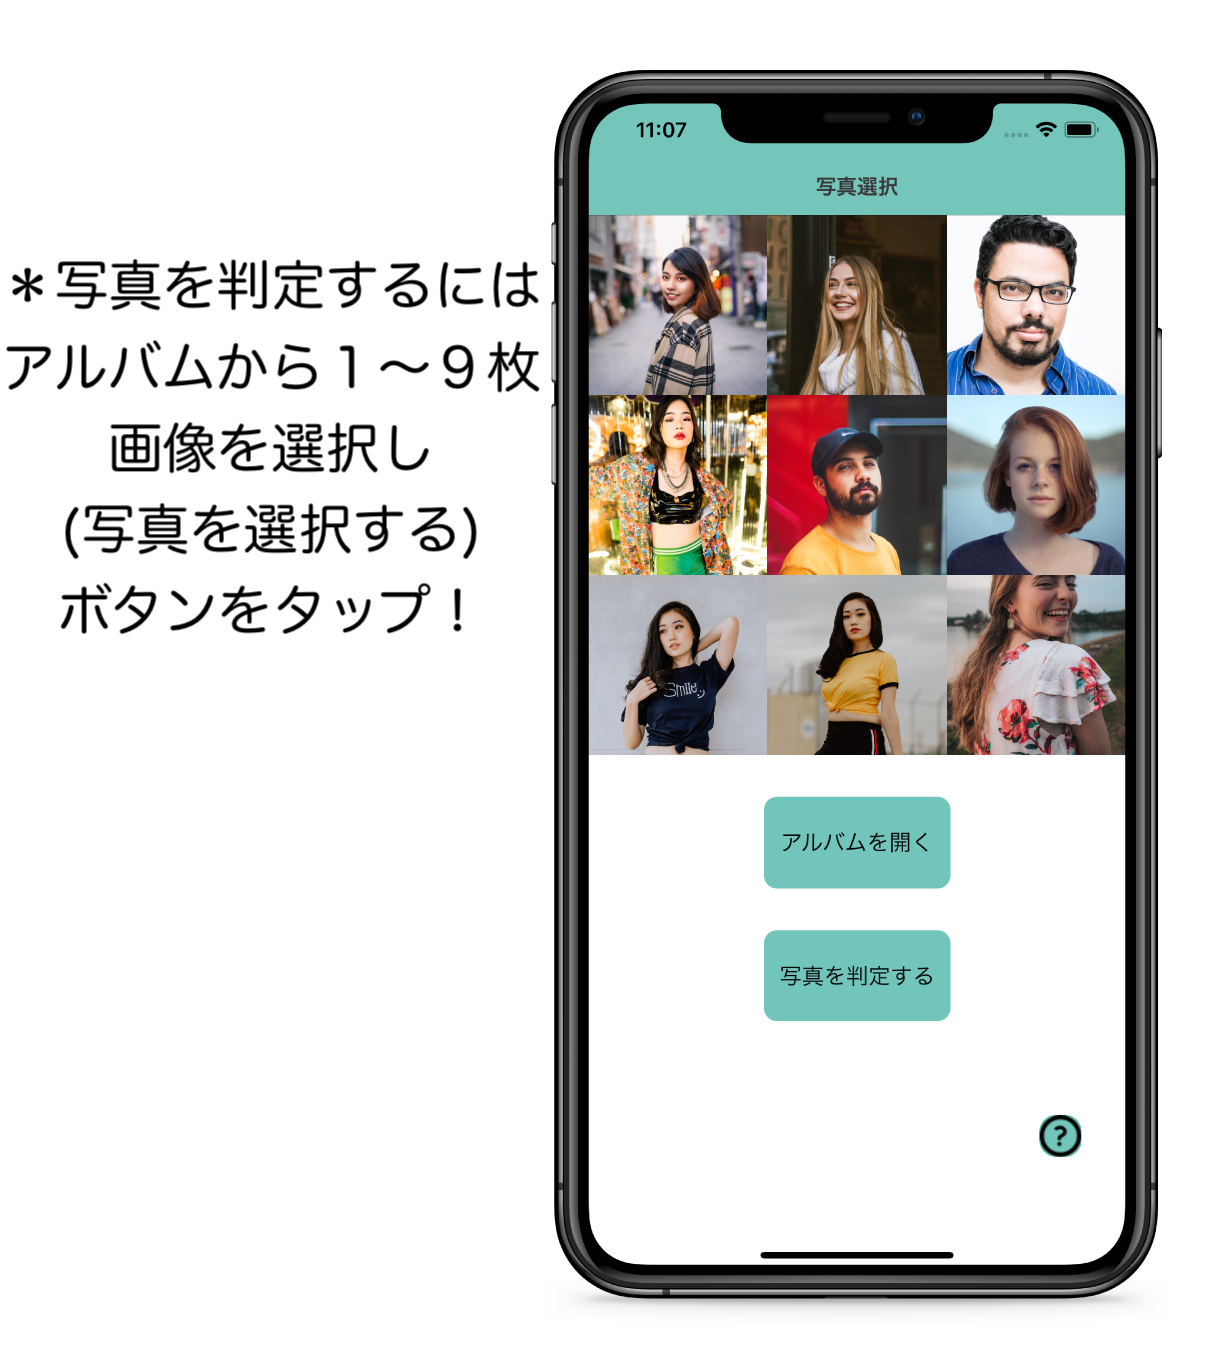 ＊写真を判定するには
アルバムから１～９枚
画像を選択し
(写真を選択する)
ボタンをタップ！
11:07
写真選択
Smile
アルバムを開く
写真を判定する
?